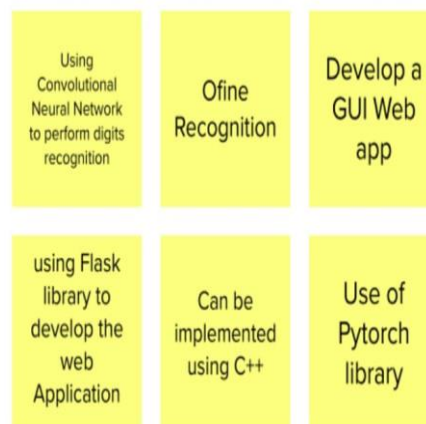 Using
Convolutional
Neural Network
to perform digits
recognition
Ofine
Recognition
Develop a
GUI Web
app
using Flask
library to
develop the
web
Application
Can be
implemented
using C++
Use of
Pytorch
library